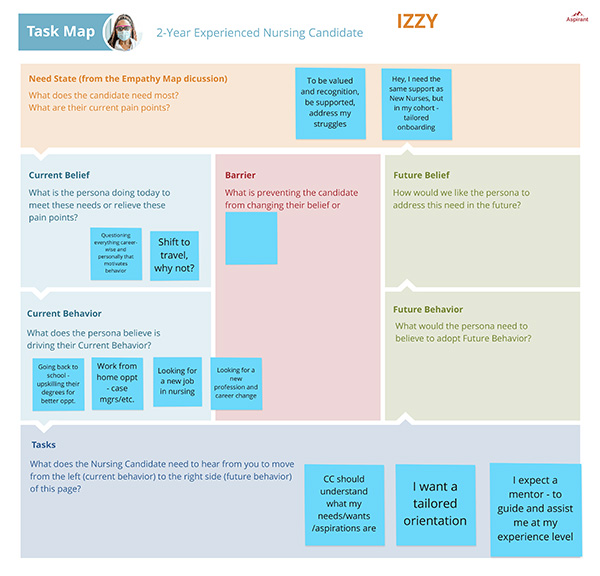 Task Map
2-Year Experienced Nursing Candidate
IZZY
Aspirant
Need State (from the Empathy Map dicussion)
What does the candidate need most?
What are their current pain points?
To be valued
and recognition,
be supported,
address my
struggles
Hey, I need the
same support as
New Nurses, but
in my cohort -
tailored
onboarding
Current Belief
What is the persona doing today to
meet these needs or relieve these
pain points?
Questioning
everything career-
wise and
personally that
motivates
behavior
Shift to
travel,
why not?
Barrier
What is preventing the candidate
from changing their belief or
Future Belief
How would we like the persona to
address this need in the future?
Current Behavior
What does the persona believe is
driving their Current Behavior?
Going back to
school -
upskilling their
degrees for
better oppt.
Work from
home oppt
- case
mgrs/etc.
Looking for
a new job
in nursing
Looking for a
new
profession and
career change
Future Behavior
What would the persona need to
believe to adopt Future Behavior?
Tasks
What does the Nursing Candidate need to hear from you to move
from the left (current behavior) to the right side (future behavior)
of this page?
CC should
understand
what my
needs/wants
/aspirations are
I want a
tailored
orientation
I expect a
mentor - to
guide and assist
me at my
experience level